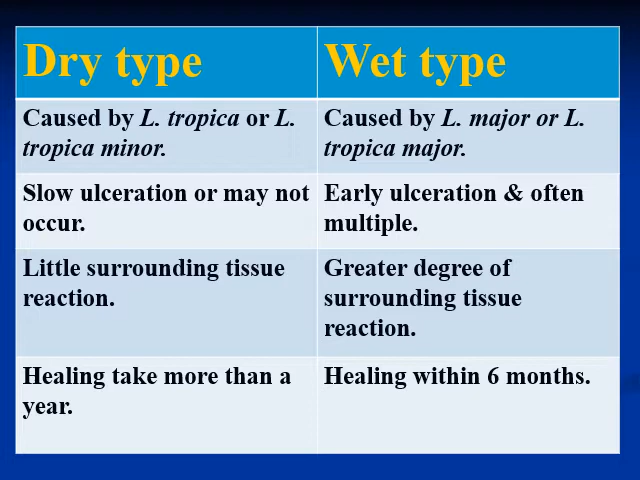 Dry type
Wet type
Caused by L. tropica or L.
tropica minor.
Caused by L. major or L.
tropica major.
Slow ulceration or may not
occur.
Early ulceration & often
multiple.
Little surrounding tissue
reaction.
Greater degree of
surrounding tissue
reaction.
Healing take more than a
year.
Healing within 6 months.